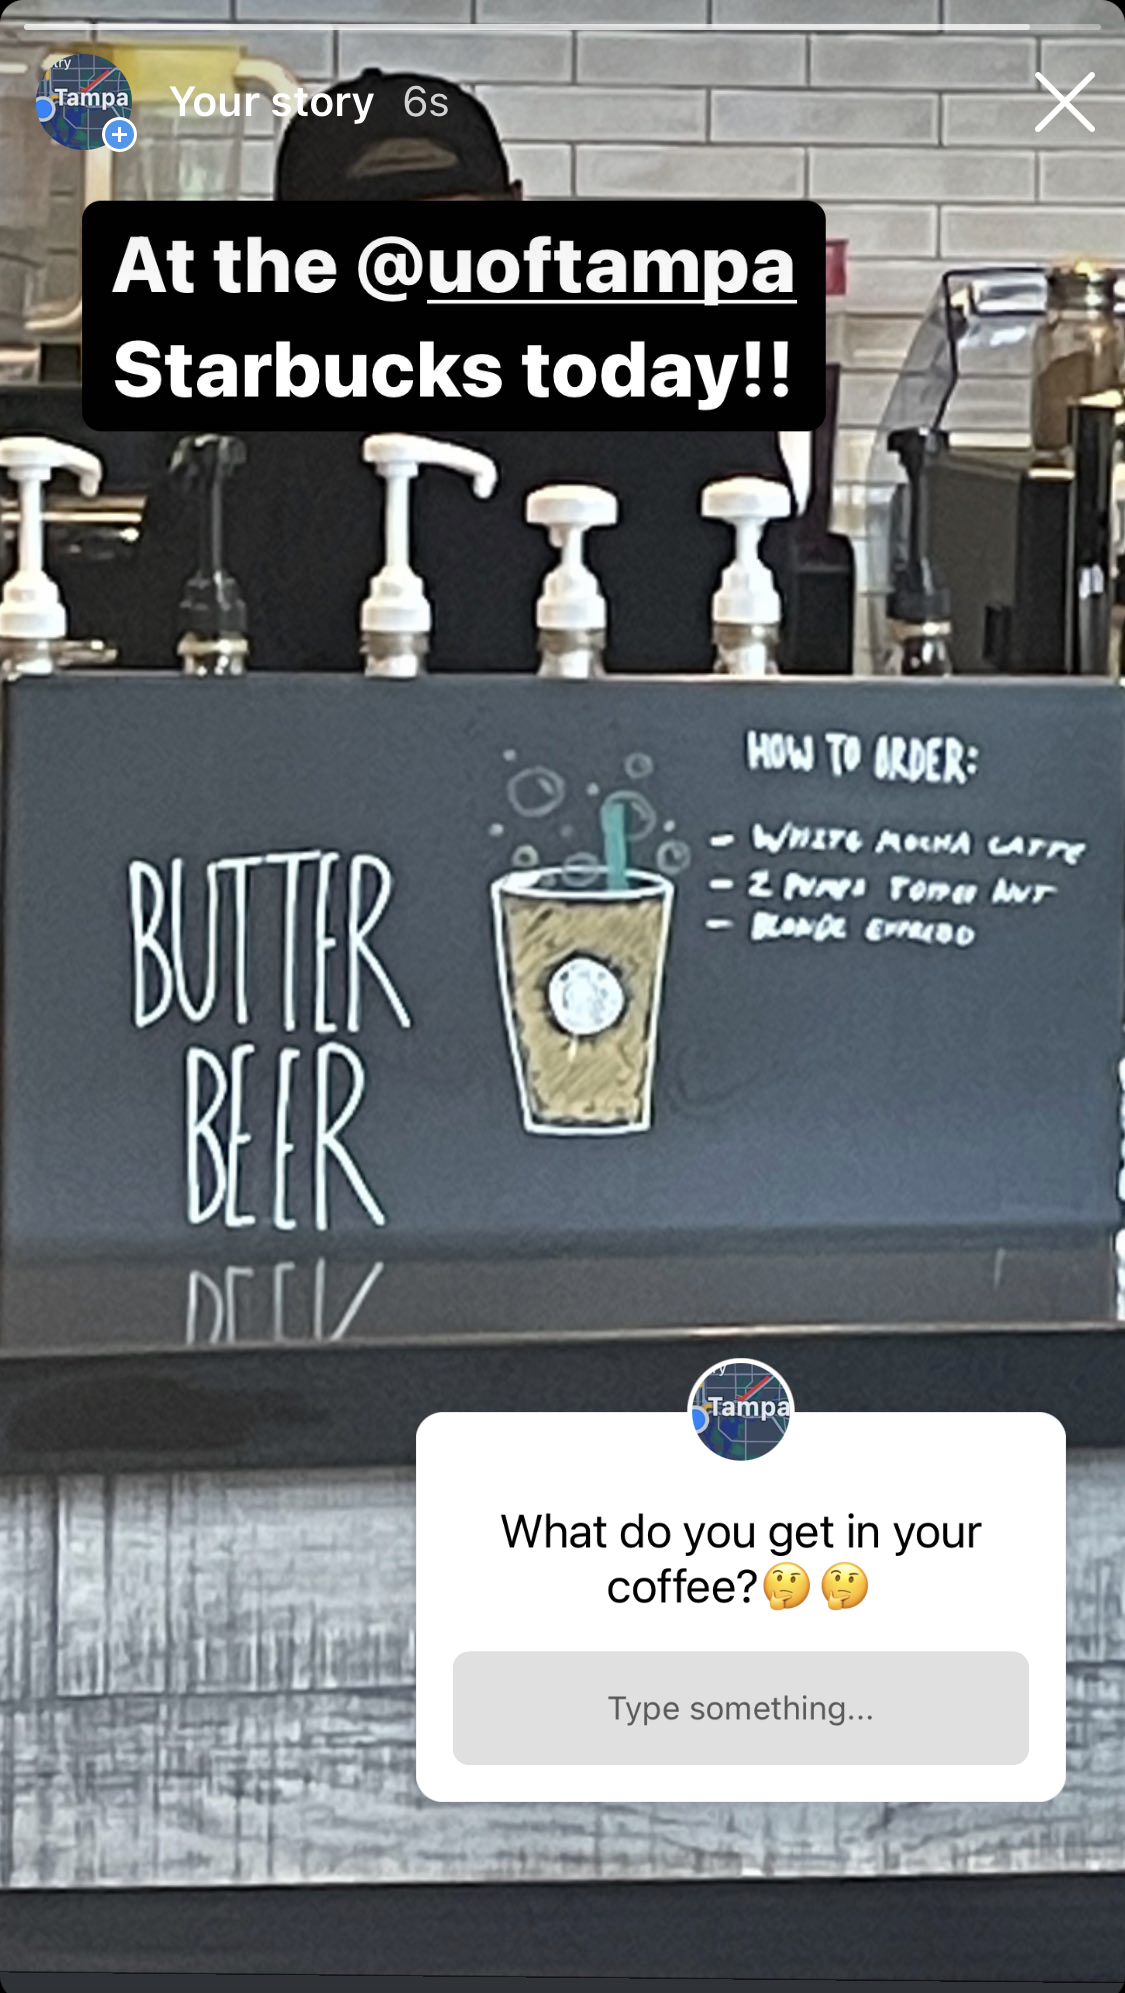 try
Tampa
Your story 6s
At the @uoftampa
Starbucks today!!
HOW TO ORDER:
- WHITE MOCHA LATTE
- 2 PUMPS TOFFEE NUT
- BLONDE ESPRESSO
BUTTER
BEER
Tampa
What do you get in your
coffee?🤔🤔
Type something...